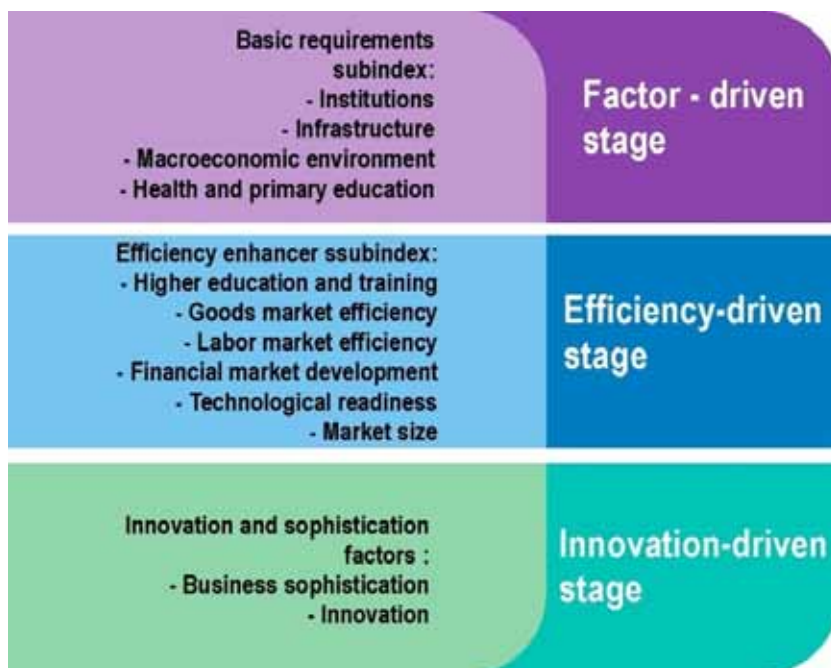 Basic requirements
subindex:
- Institutions
- Infrastructure
- Macroeconomic environment
- Health and primary education
Factor - driven
stage
Efficiency enhancer ssubindex:
- Higher education and training
- Goods market efficiency
- Labor market efficiency
- Financial market development
- Technological readiness
- Market size
Efficiency-driven
stage
Innovation and sophistication
factors :
- Business sophistication
- Innovation
Innovation-driven
stage